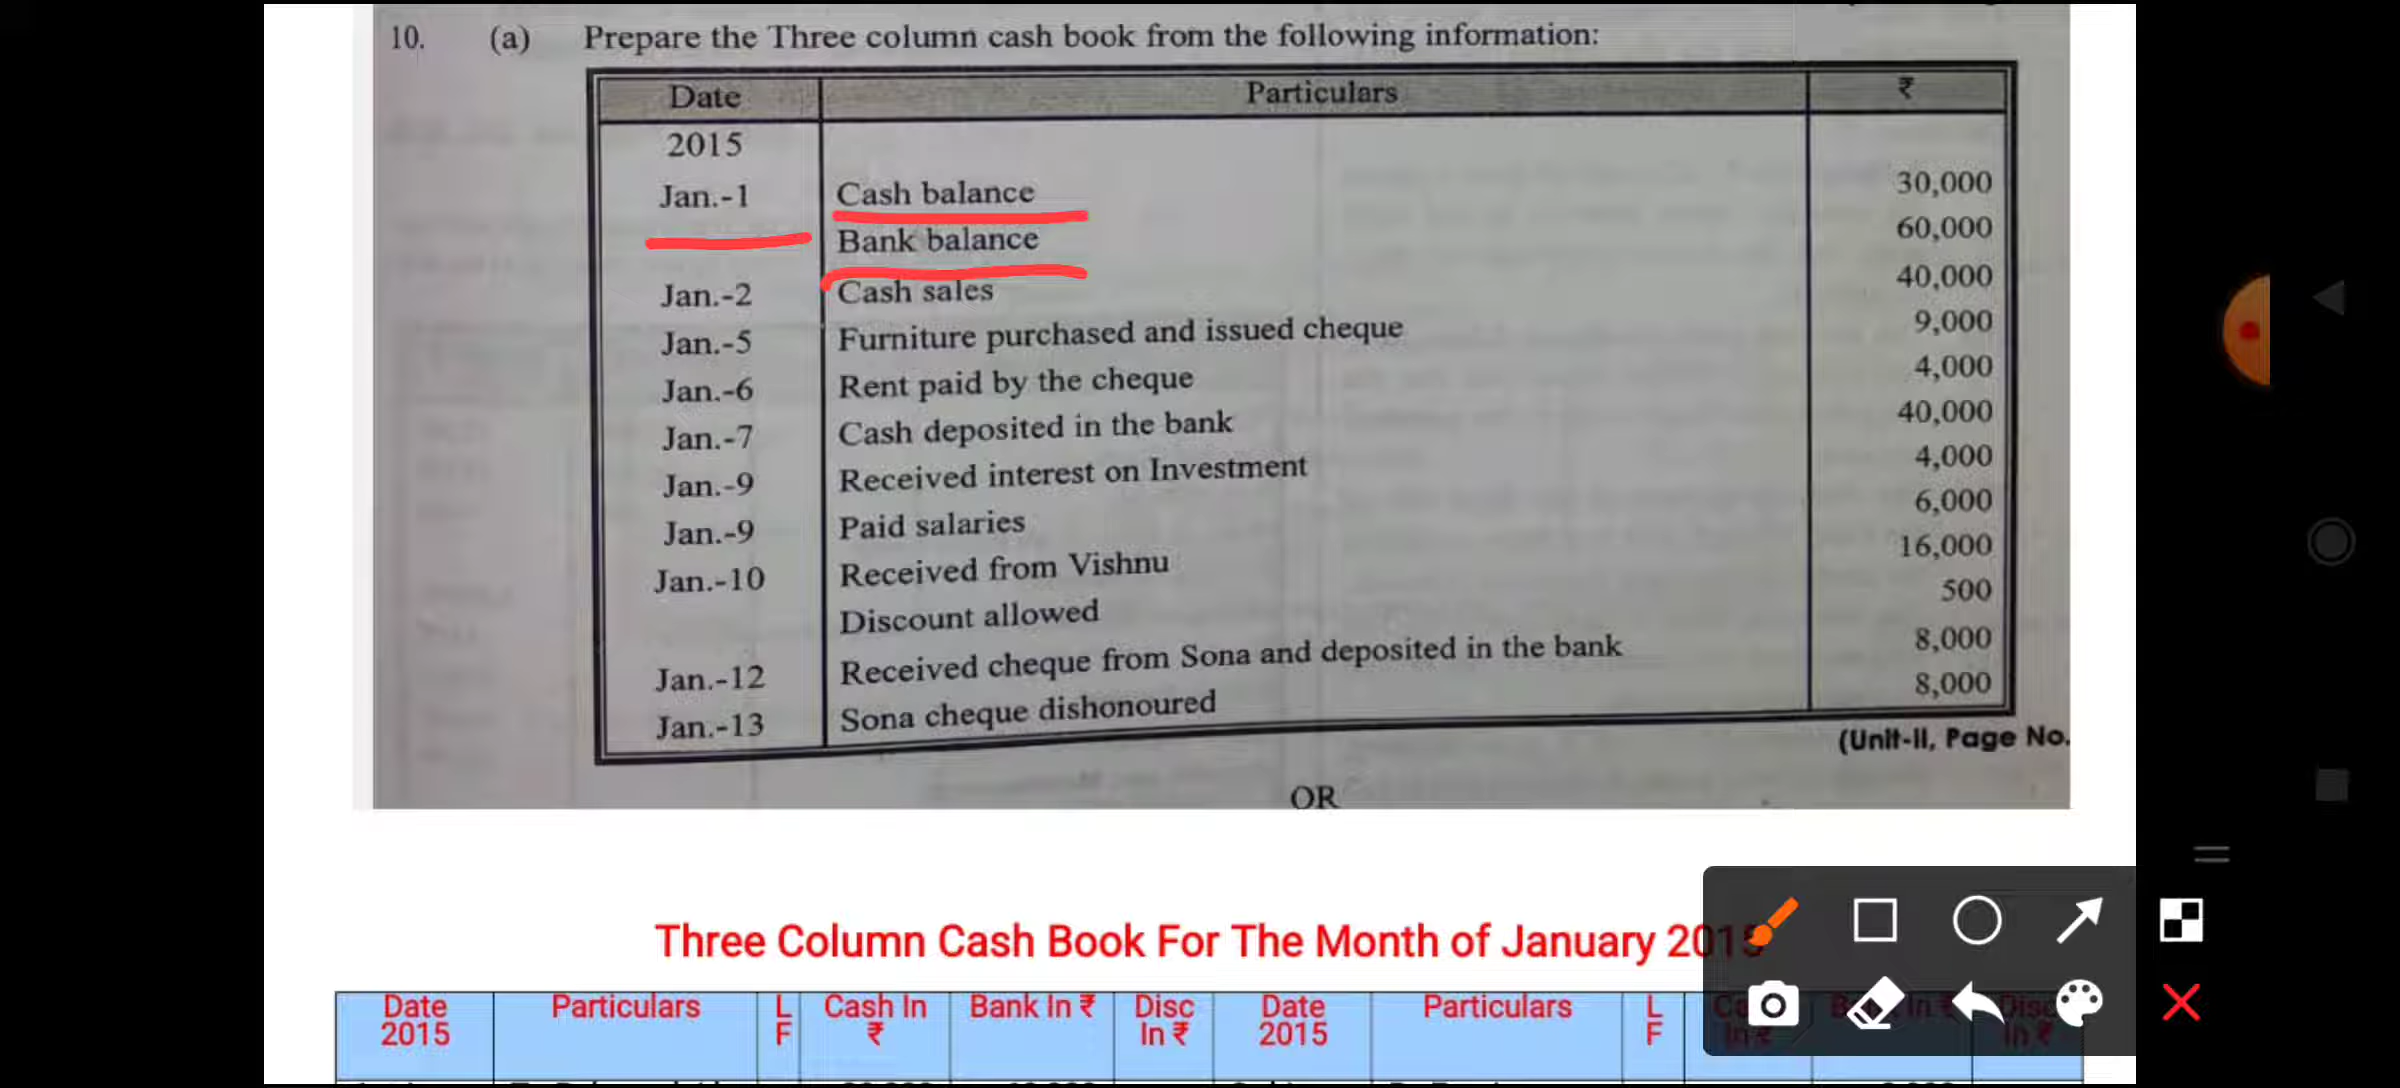 10. (a) Prepare the Three column cash book from the following information:
Date Particulars ₹
2015
Jan.-1 Cash balance 30,000
Bank balance 60,000
Jan.-2 Cash sales 40,000
Jan.-5 Furniture purchased and issued cheque 9,000
Jan.-6 Rent paid by the cheque 4,000
Jan.-7 Cash deposited in the bank 40,000
Jan.-9 Received interest on Investment 4,000
Jan.-9 Paid salaries 6,000
Jan.-10 Received from Vishnu 16,000
Discount allowed 500
Jan.-12 Received cheque from Sona and deposited in the bank 8,000
Jan.-13 Sona cheque dishonoured 8,000
(Unit-II, Page No.
OR
Three Column Cash Book For The Month of January 2015
Date Particulars L Cash In Bank In ₹ Disc Date Particulars L
2015 F ₹ In ₹ 2015 F In ₹ In ₹